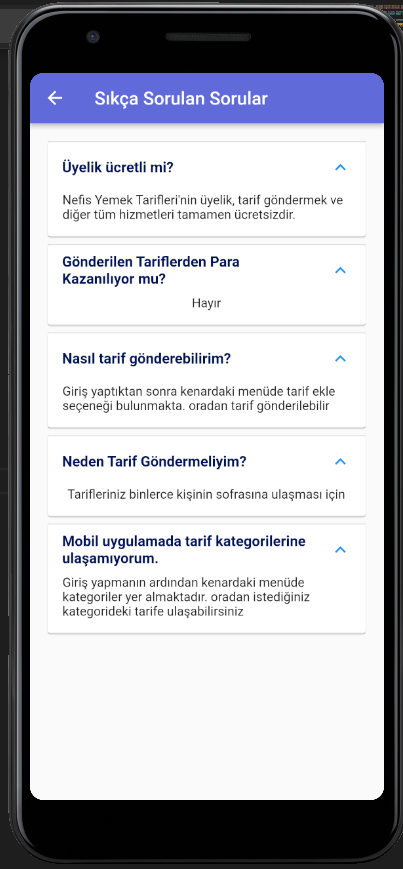 Sıkça Sorulan Sorular
Üyelik ücretli mi?
Nefis Yemek Tarifleri'nin üyelik, tarif göndermek ve
diğer tüm hizmetleri tamamen ücretsizdir.
Gönderilen Tariflerden Para
Kazanılıyor mu?
Hayır
Nasıl tarif gönderebilirim?
Giriş yaptıktan sonra kenardaki menüde tarif ekle
seçeneği bulunmakta. oradan tarif gönderilebilir
Neden Tarif Göndermeliyim?
Tarifleriniz binlerce kişinin sofrasına ulaşması için
Mobil uygulamada tarif kategorilerine
ulaşamıyorum.
Giriş yapmanın ardından kenardaki menüde
kategoriler yer almaktadır. oradan istediğiniz
kategorideki tarife ulaşabilirsiniz